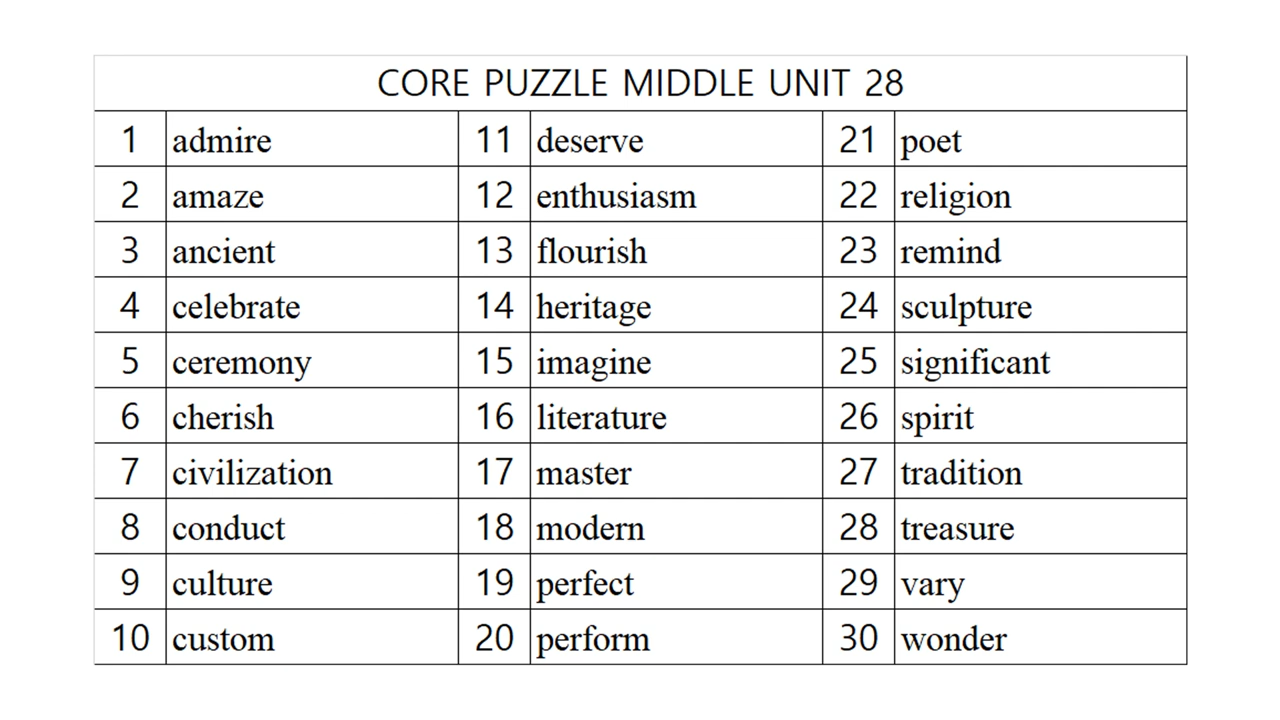 CORE PUZZLE MIDDLE UNIT 28
1 admire 11 deserve 21 poet
2 amaze 12 enthusiasm 22 religion
3 ancient 13 flourish 23 remind
4 celebrate 14 heritage 24 sculpture
5 ceremony 15 imagine 25 significant
6 cherish 16 literature 26 spirit
7 civilization 17 master 27 tradition
8 conduct 18 modern 28 treasure
9 culture 19 perfect 29 vary
10 custom 20 perform 30 wonder